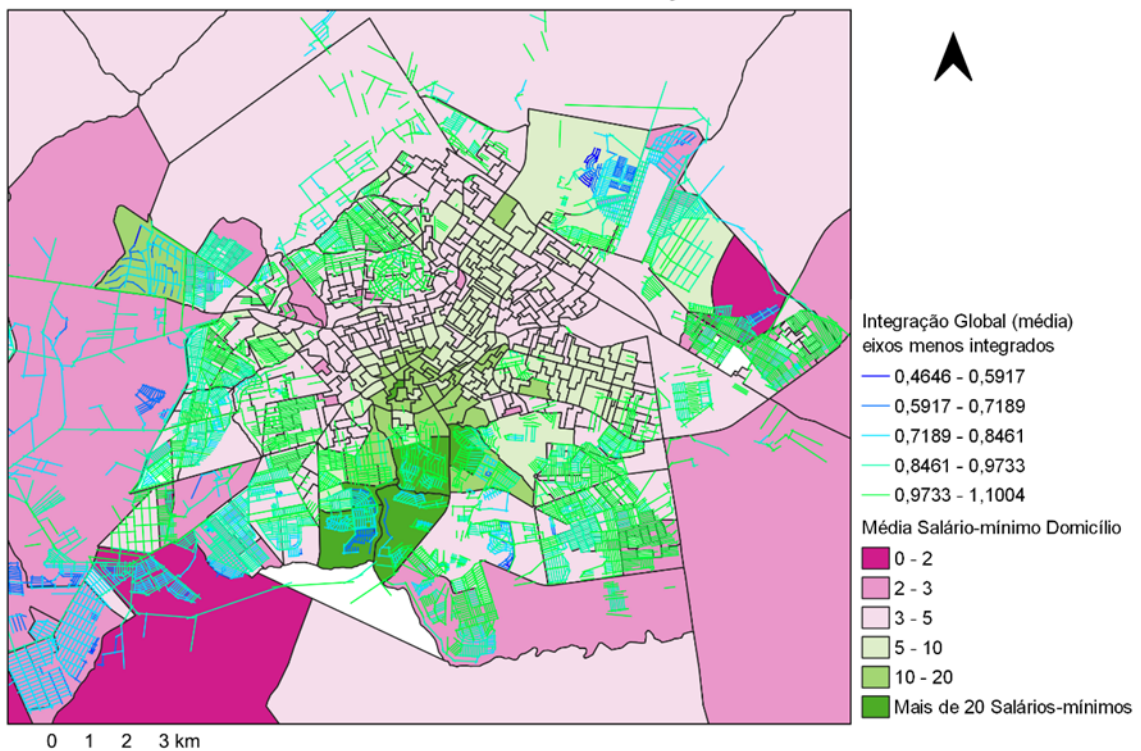 Integração Global (média)
eixos menos integrados
0,4646 - 0,5917
0,5917 - 0,7189
0,7189 - 0,8461
0,8461 - 0,9733
0,9733 - 1,1004
Média Salário-mínimo Domicílio
0 - 2
2 - 3
3 - 5
5 - 10
10 - 20
Mais de 20 Salários-mínimos
0 1 2 3 km